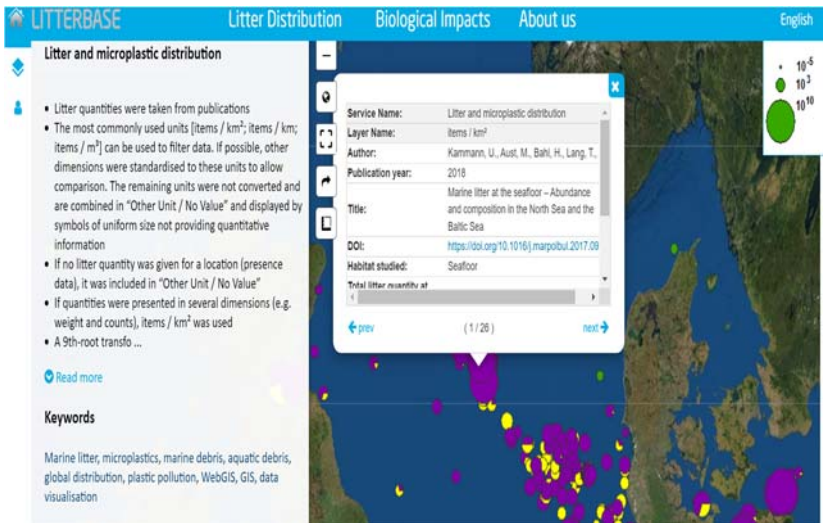 LITTERBASE
Litter Distribution
Biological Impacts
About us
English
Litter and microplastic distribution
• Litter quantities were taken from publications
• The most commonly used units [items / km²; items / km;
items / m³] can be used to filter data. If possible, other
dimensions were standardised to these units to allow
comparison. The remaining units were not converted and
are combined in “Other Unit / No Value” and displayed by
symbols of uniform size not providing quantitative
information
• If no litter quantity was given for a location (presence
data), it was included in “Other Unit / No Value”
• If quantities were presented in several dimensions (e.g.
weight and counts), items / km² was used
• A 9th-root transfo ...
Read more
Keywords
Marine litter, microplastics, marine debris, aquatic debris,
global distribution, plastic pollution, WebGIS, GIS, data
visualisation
Service Name: Litter and microplastic distribution
Layer Name: items / km²
Author: Kammann, U., Aust, M., Bahl, H., Lang, T.,
Publication year: 2018
Title: Marine litter at the seafloor – Abundance
and composition in the North Sea and the
Baltic Sea
DOI: https://doi.org/10.1016/j.marpolbul.2017.09
Habitat studied: Seafloor
Total litter quantity at
prev
( 1 / 26 )
next
10⁻⁵
10³
10¹⁰